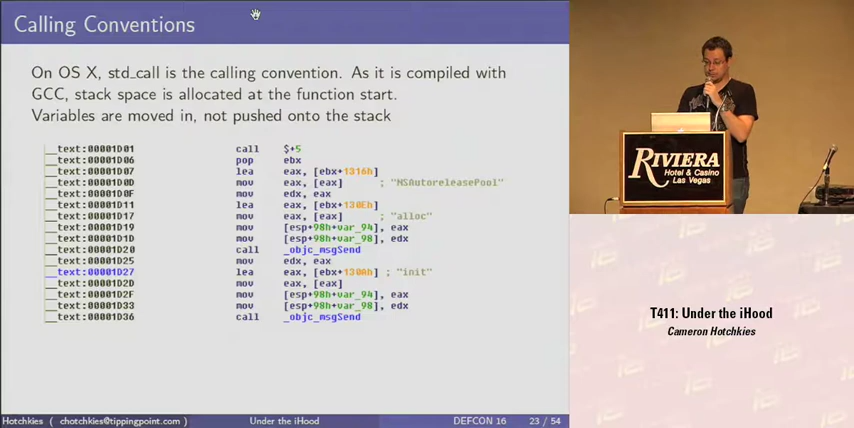 Calling Conventions
On OS X, std_call is the calling convention. As it is compiled with
GCC, stack space is allocated at the function start.
Variables are moved in, not pushed onto the stack
__text:00001D01 call $+5
__text:00001D06 pop ebx
__text:00001D07 lea eax, [ebx+1316h]
__text:00001D0D mov eax, [eax] ; "NSAutoreleasePool"
__text:00001D0F mov edx, eax
__text:00001D11 lea eax, [ebx+130Eh]
__text:00001D17 mov eax, [eax] ; "alloc"
__text:00001D19 mov [esp+98h+var_94], eax
__text:00001D1D mov [esp+98h+var_98], edx
__text:00001D20 call _objc_msgSend
__text:00001D25 mov edx, eax
__text:00001D27 lea eax, [ebx+130Ah] ; "init"
__text:00001D2D mov eax, [eax]
__text:00001D2F mov [esp+98h+var_94], eax
__text:00001D33 mov [esp+98h+var_98], edx
__text:00001D36 call _objc_msgSend
Hotchkies ( chotchkies@tippingpoint.com ) Under the iHood DEFCON 16 23 / 54
RIVIERA
Hotel & Casino
Las Vegas
T411: Under the iHood
Cameron Hotchkies